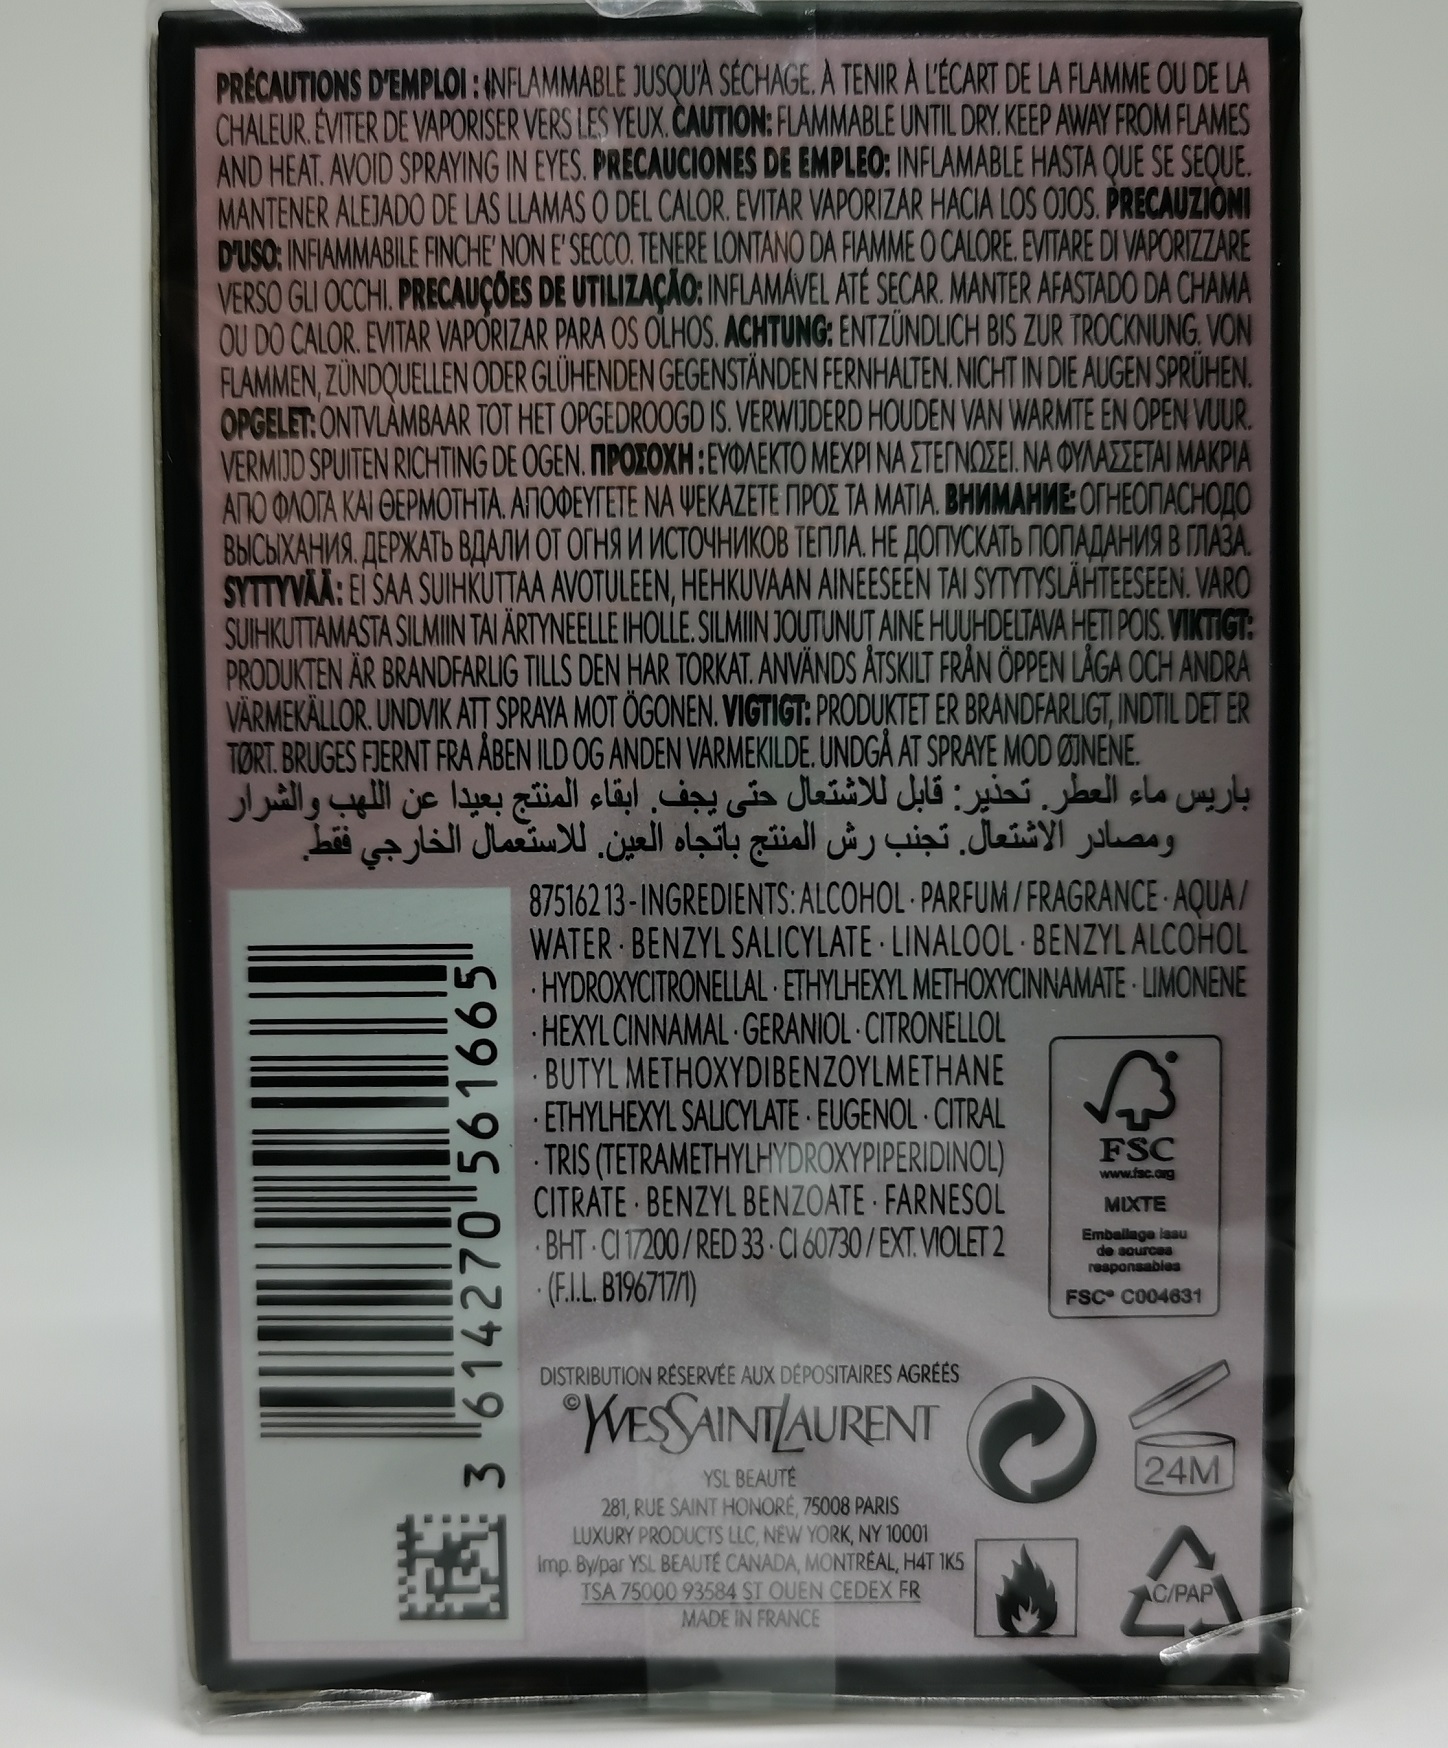 PRÉCAUTIONS D'EMPLOI : INFLAMMABLE JUSQU'À SÉCHAGE. À TENIR À L'ÉCART DE LA FLAMME OU DE LA
CHALEUR. ÉVITER DE VAPORISER VERS LES YEUX. CAUTION: FLAMMABLE UNTIL DRY. KEEP AWAY FROM FLAMES
AND HEAT. AVOID SPRAYING IN EYES. PRECAUCIONES DE EMPLEO: INFLAMABLE HASTA QUE SE SEQUE.
MANTENER ALEJADO DE LAS LLAMAS O DEL CALOR. EVITAR VAPORIZAR HACIA LOS OJOS. PRECAUZIONI
D'USO: INFIAMMABILE FINCHE' NON E' SECCO. TENERE LONTANO DA FIAMME O CALORE. EVITARE DI VAPORIZZARE
VERSO GLI OCCHI. PRECAUÇÕES DE UTILIZAÇÃO: INFLAMÁVEL ATÉ SECAR. MANTER AFASTADO DA CHAMA
OU DO CALOR. EVITAR VAPORIZAR PARA OS OLHOS. ACHTUNG: ENTZÜNDLICH BIS ZUR TROCKNUNG. VON
FLAMMEN, ZÜNDQUELLEN ODER GLÜHENDEN GEGENSTÄNDEN FERNHALTEN. NICHT IN DIE AUGEN SPRÜHEN.
OPGELET: ONTVLAMBAAR TOT HET OPGEDROOGD IS. VERWIJDERD HOUDEN VAN WARMTE EN OPEN VUUR.
VERMIJD SPUITEN RICHTING DE OGEN. ΠΡΟΣΟΧΗ : ΕΥΦΛΕΚΤΟ ΜΕΧΡΙ ΝΑ ΣΤΕΓΝΩΣΕΙ. ΝΑ ΦΥΛΑΣΣΕΤΑΙ ΜΑΚΡΙΑ
ΑΠΟ ΦΛΟΓΑ ΚΑΙ ΘΕΡΜΟΤΗΤΑ. ΑΠΟΦΕΥΓΕΤΕ ΝΑ ΨΕΚΑΖΕΤΕ ΠΡΟΣ ΤΑ ΜΑΤΙΑ. ВНИМАНИЕ: ОГНЕОПАСНО ДО
ВЫСЫХАНИЯ. ДЕРЖАТЬ ВДАЛИ ОТ ОГНЯ И ИСТОЧНИКОВ ТЕПЛА. НЕ ДОПУСКАТЬ ПОПАДАНИЯ В ГЛАЗА.
SYTTYVÄÄ: EI SAA SUIHKUTTAA AVOTULEEN, HEHKUVAAN AINEESEEN TAI SYTYTYSLÄHTEESEEN. VARO
SUIHKUTTAMASTA SILMIIN TAI ÄRTYNEELLE IHOLLE. SILMIIN JOUTUNUT AINE HUUHDELTAVA HETI POIS. VIKTIGT:
PRODUKTEN ÄR BRANDFARLIG TILLS DEN HAR TORKAT. ANVÄNDS ÅTSKILT FRÅN ÖPPEN LÅGA OCH ANDRA
VÄRMEKÄLLOR. UNDVIK ATT SPRAYA MOT ÖGONEN. VIGTIGT: PRODUKTET ER BRANDFARLIGT, INDTIL DET ER
TØRT. BRUGES FJERNT FRA ÅBEN ILD OG ANDEN VARMEKILDE. UNDGÅ AT SPRAYE MOD ØJNENE.
باريس ماء العطر. تحذير: قابل للاشتعال حتى يجف. ابقاء المنتج بعيدا عن اللهب والشرار
ومصادر الاشتعال. تجنب رش المنتج باتجاه العين. للاستعمال الخارجي فقط.
875162 13 - INGREDIENTS: ALCOHOL · PARFUM / FRAGRANCE · AQUA /
WATER · BENZYL SALICYLATE · LINALOOL · BENZYL ALCOHOL
· HYDROXYCITRONELLAL · ETHYLHEXYL METHOXYCINNAMATE · LIMONENE
· HEXYL CINNAMAL · GERANIOL · CITRONELLOL
· BUTYL METHOXYDIBENZOYLMETHANE
· ETHYLHEXYL SALICYLATE · EUGENOL · CITRAL
· TRIS (TETRAMETHYLHYDROXYPIPERIDINOL)
CITRATE · BENZYL BENZOATE · FARNESOL
· BHT · CI 17200 / RED 33 · CI 60730 / EXT. VIOLET 2
· (F.I.L. B196717/1)
3 614270 561665
FSC
www.fsc.org
MIXTE
Emballage issu
de sources
responsables
FSC® C004631
DISTRIBUTION RÉSERVÉE AUX DÉPOSITAIRES AGRÉÉS
© YVESSAINTLAURENT
YSL BEAUTÉ
281, RUE SAINT HONORÉ, 75008 PARIS
LUXURY PRODUCTS LLC, NEW YORK, NY 10001
Imp. By/par YSL BEAUTÉ CANADA, MONTRÉAL, H4T 1K5
TSA 75000 93584 ST OUEN CEDEX FR
MADE IN FRANCE
24M
C/PAP